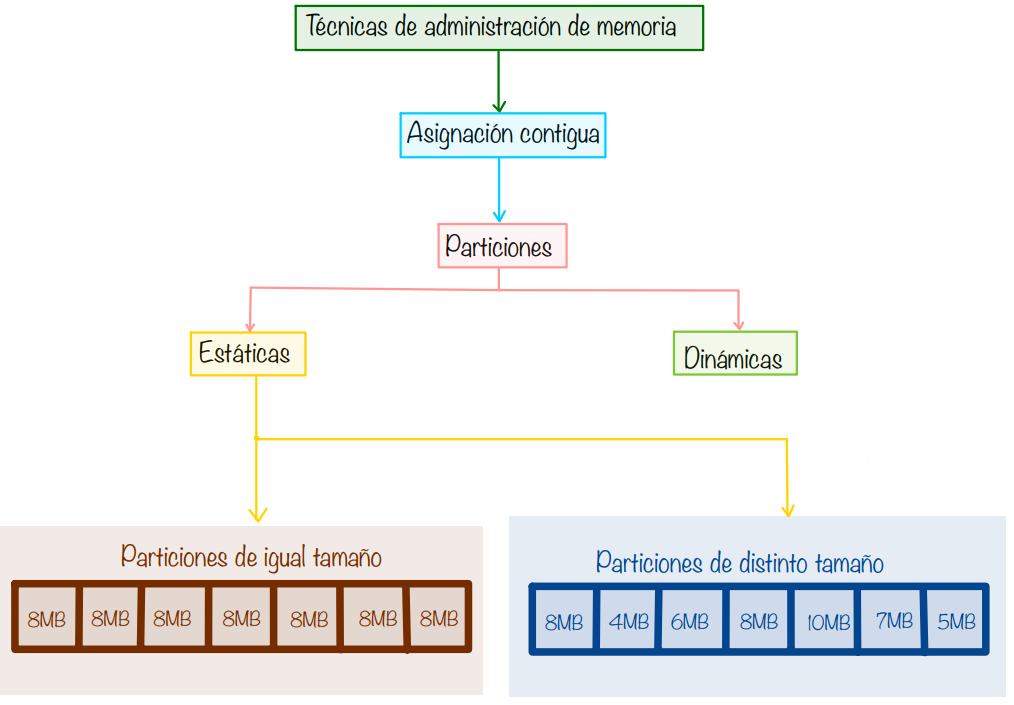 Técnicas de administración de memoria
Asignación contigua
Particiones
Estáticas
Dinámicas
Particiones de igual tamaño
8MB 8MB 8MB 8MB 8MB 8MB 8MB
Particiones de distinto tamaño
8MB 4MB 6MB 8MB 10MB 7MB 5MB